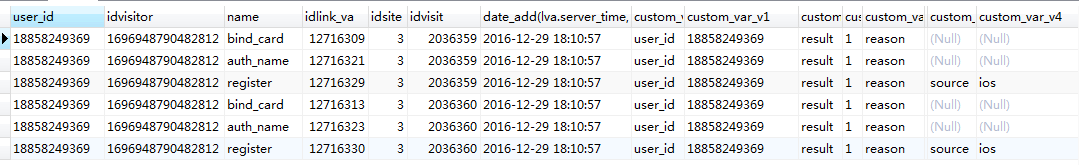 user_id idvisitor name idlink_va idsite idvisit date_add(lva.server_time, custom_v custom_var_v1 custom cus custom_va custom_ custom_var_v4
18858249369 1696948790482812 bind_card 12716309 3 2036359 2016-12-29 18:10:57 user_id 18858249369 result 1 reason (Null) (Null)
18858249369 1696948790482812 auth_name 12716321 3 2036359 2016-12-29 18:10:57 user_id 18858249369 result 1 reason (Null) (Null)
18858249369 1696948790482812 register 12716329 3 2036359 2016-12-29 18:10:57 user_id 18858249369 result 1 reason source ios
18858249369 1696948790482812 bind_card 12716313 3 2036360 2016-12-29 18:10:57 user_id 18858249369 result 1 reason (Null) (Null)
18858249369 1696948790482812 auth_name 12716323 3 2036360 2016-12-29 18:10:57 user_id 18858249369 result 1 reason (Null) (Null)
18858249369 1696948790482812 register 12716330 3 2036360 2016-12-29 18:10:57 user_id 18858249369 result 1 reason source ios